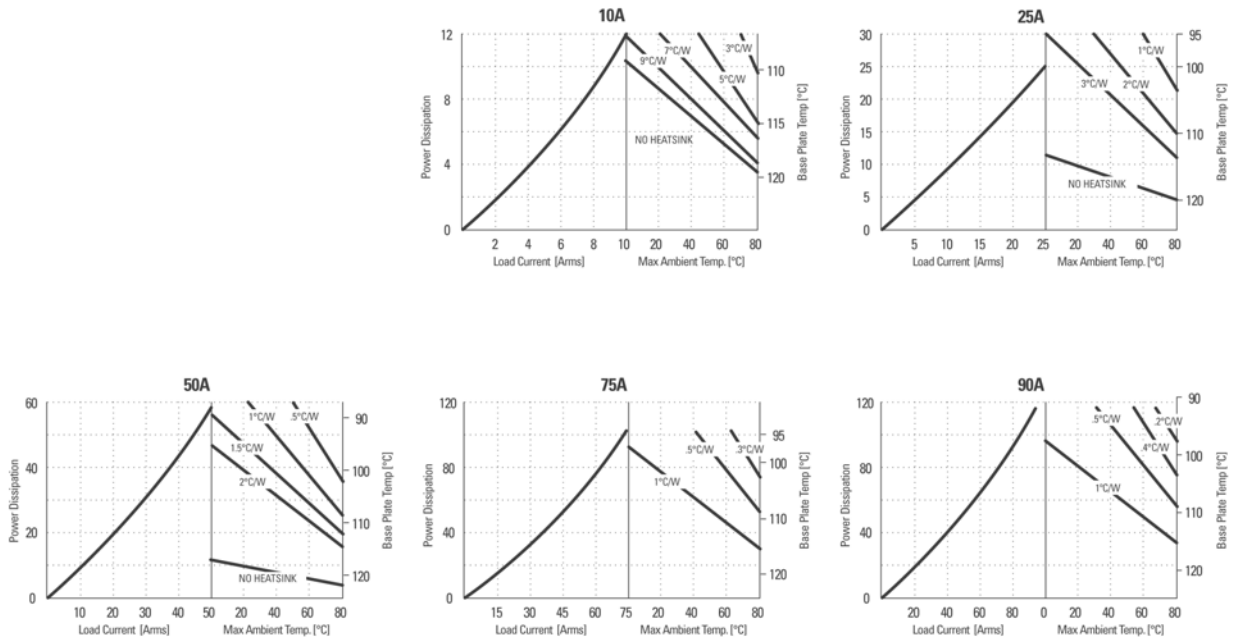 10A
12
8
4
0
Power Dissipation
7°C/W
3°C/W
9°C/W
5°C/W
NO HEATSINK
110
115
120
Base Plate Temp [°C]
2 4 6 8 10 20 40 60 80
Load Current [Arms] Max Ambient Temp. [°C]
25A
30
25
20
15
10
5
0
Power Dissipation
1°C/W
3°C/W
2°C/W
NO HEATSINK
95
100
110
120
Base Plate Temp [°C]
5 10 15 20 25 20 40 60 80
Load Current [Arms] Max Ambient Temp. [°C]
50A
60
40
20
0
Power Dissipation
1°C/W
.5°C/W
1.5°C/W
2°C/W
NO HEATSINK
90
100
110
120
Base Plate Temp [°C]
10 20 30 40 50 20 40 60 80
Load Current [Arms] Max Ambient Temp. [°C]
75A
120
80
40
0
Power Dissipation
.5°C/W
.3°C/W
1°C/W
95
100
110
120
Base Plate Temp [°C]
15 30 45 60 75 20 40 60 80
Load Current [Arms] Max Ambient Temp. [°C]
90A
120
80
40
0
Power Dissipation
.5°C/W
.2°C/W
.4°C/W
1°C/W
90
100
110
120
Base Plate Temp [°C]
20 40 60 80 0 20 40 60 80
Load Current [Arms] Max Ambient Temp. [°C]